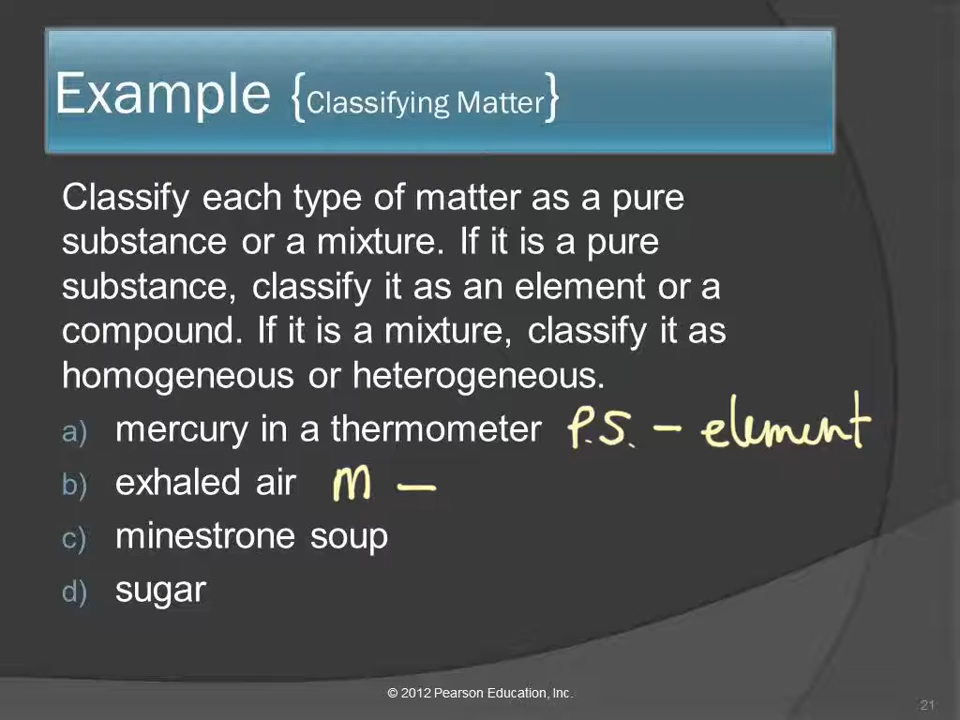 Example {Classifying Matter}
Classify each type of matter as a pure
substance or a mixture. If it is a pure
substance, classify it as an element or a
compound. If it is a mixture, classify it as
homogeneous or heterogeneous.
a) mercury in a thermometer P.S. – element
b) exhaled air M –
c) minestrone soup
d) sugar
© 2012 Pearson Education, Inc.
21